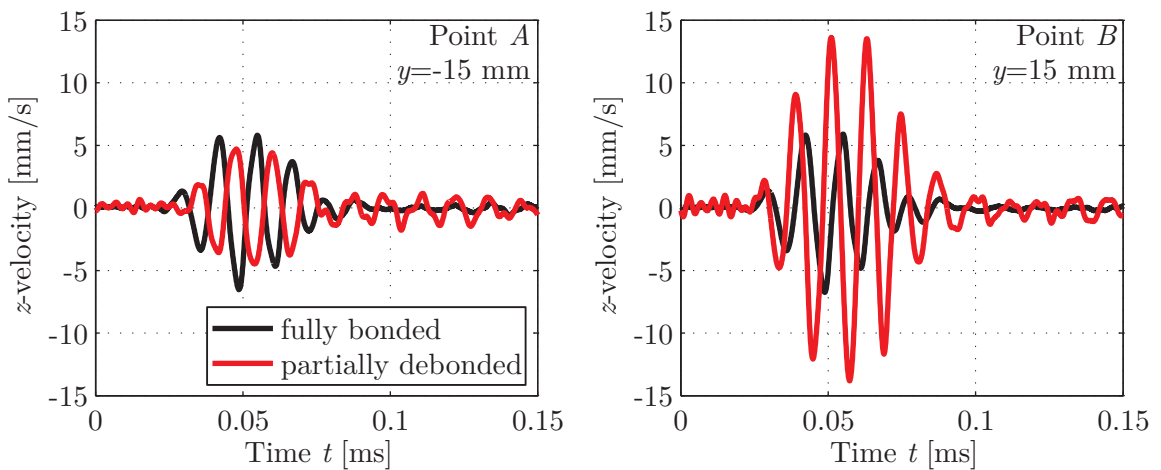 15
10
5
0
-5
-10
-15
z-velocity [mm/s]
Point A
y=-15 mm
fully bonded
partially debonded
0
0.05
0.1
0.15
Time t [ms]
15
10
5
0
-5
-10
-15
z-velocity [mm/s]
Point B
y=15 mm
0
0.05
0.1
0.15
Time t [ms]